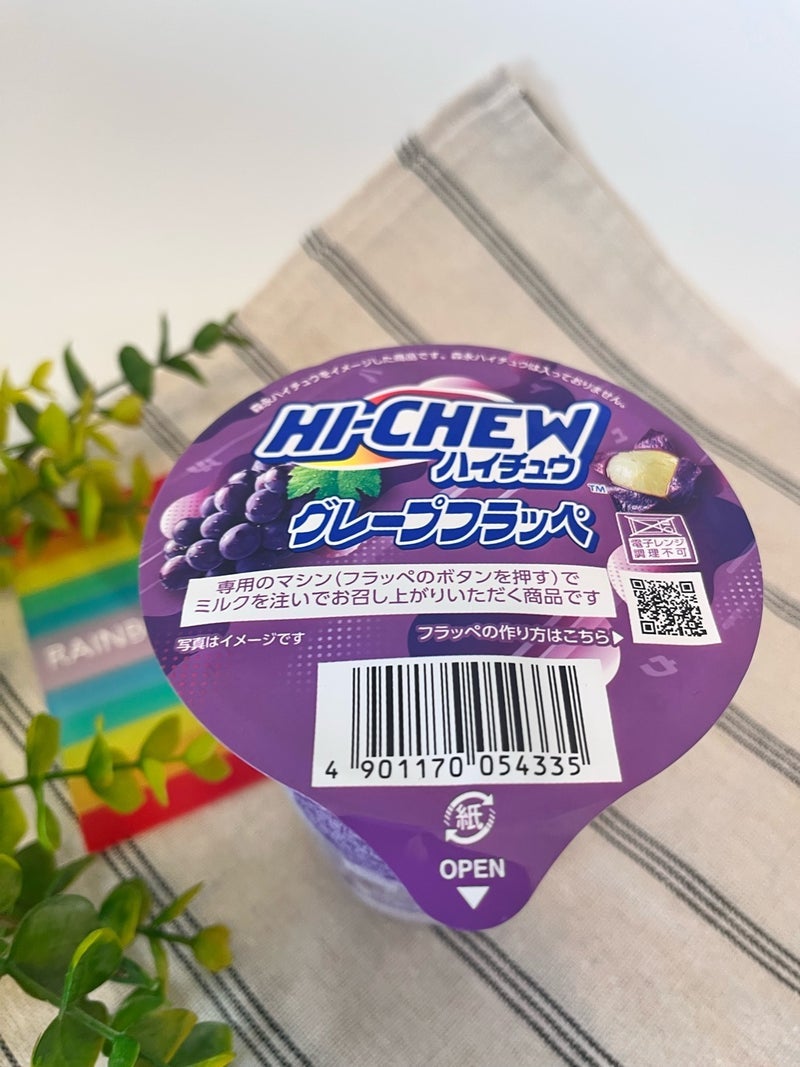 森永ハイチュウをイメージした商品です。森永ハイチュウは入っておりません。
HI-CHEW
ハイチュウ
TM
グレープフラッペ
電子レンジ
調理不可
専用のマシン(フラッペのボタンを押す)で
ミルクを注いでお召し上がりいただく商品です
写真はイメージです
フラッペの作り方はこちら▶
RAINB
4 901170 054335
紙
OPEN